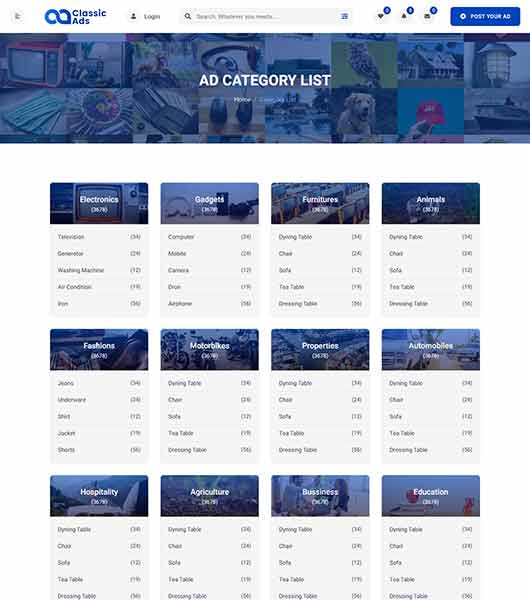 Classic
Ads
Login
Search, Whatever you needs...
0
0
0
POST YOUR AD
AD CATEGORY LIST
Home / Category List
Electronics
(3678)
Television (34)
Generetor (24)
Washing Machine (12)
Air Condition (19)
Iron (56)
Gadgets
(3678)
Computer (34)
Mobile (24)
Camera (12)
Dron (19)
Airphone (56)
Furnitures
(3678)
Dyning Table (34)
Chair (24)
Sofa (12)
Tea Table (19)
Dressing Table (56)
Animals
(3678)
Dyning Table (34)
Chair (24)
Sofa (12)
Tea Table (19)
Dressing Table (56)
Fashions
(3678)
Jeans (34)
Underware (24)
Shirt (12)
Jacket (19)
Shorts (56)
Motorbikes
(3678)
Dyning Table (34)
Chair (24)
Sofa (12)
Tea Table (19)
Dressing Table (56)
Properties
(3678)
Dyning Table (34)
Chair (24)
Sofa (12)
Tea Table (19)
Dressing Table (56)
Automobiles
(3678)
Dyning Table (34)
Chair (24)
Sofa (12)
Tea Table (19)
Dressing Table (56)
Hospitality
(3678)
Dyning Table (34)
Chair (24)
Sofa (12)
Tea Table (19)
Dressing Table (56)
Agriculture
(3678)
Dyning Table (34)
Chair (24)
Sofa (12)
Tea Table (19)
Dressing Table (56)
Bussiness
(3678)
Dyning Table (34)
Chair (24)
Sofa (12)
Tea Table (19)
Dressing Table (56)
Education
(3678)
Dyning Table (34)
Chair (24)
Sofa (12)
Tea Table (19)
Dressing Table (56)